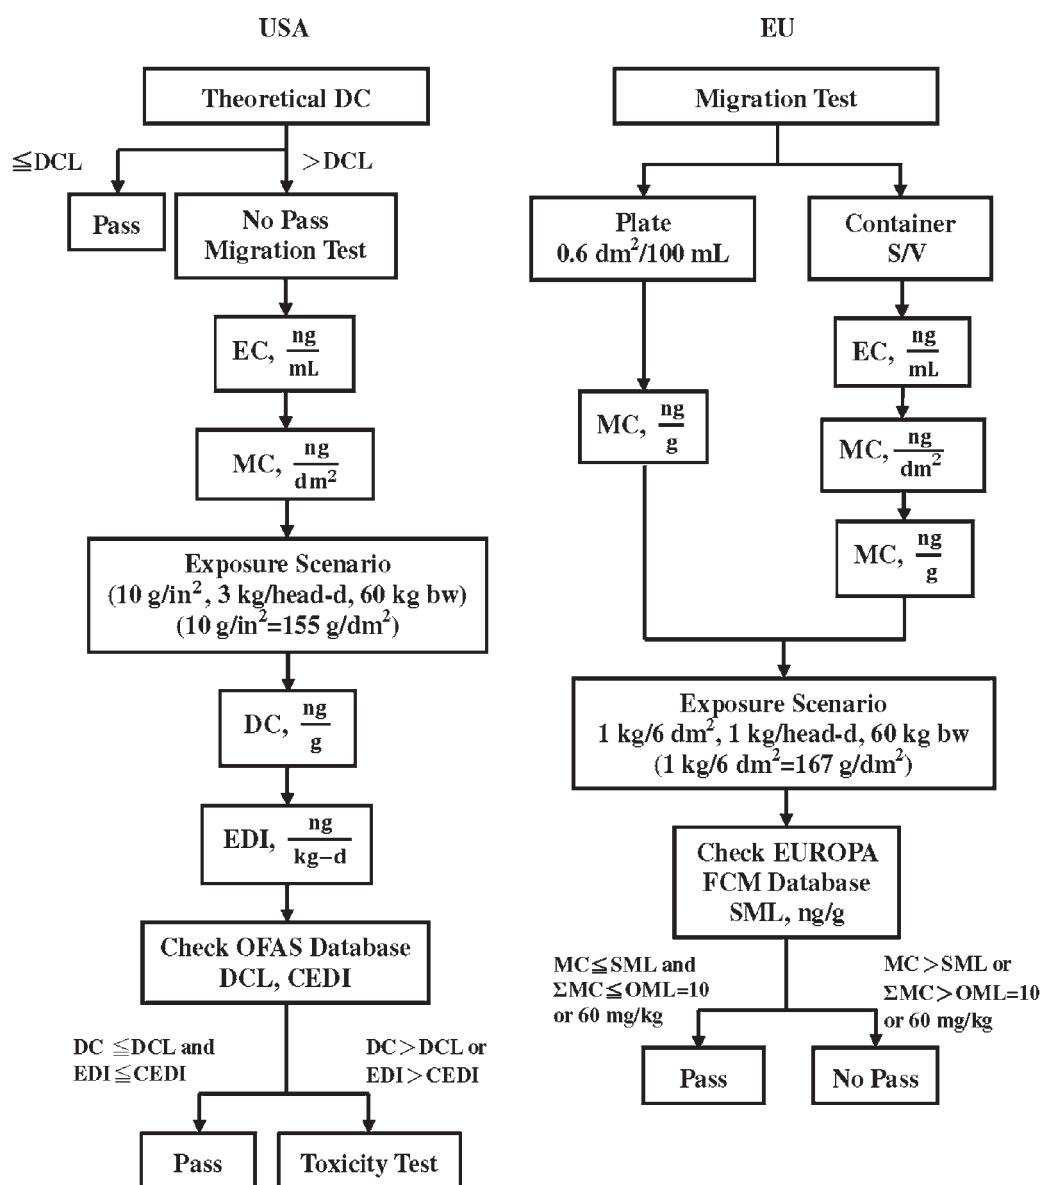 USA
Theoretical DC
≦DCL
>DCL
Pass
No Pass
Migration Test
EC, ng/mL
MC, ng/dm²
Exposure Scenario
(10 g/in², 3 kg/head-d, 60 kg bw)
(10 g/in²=155 g/dm²)
DC, ng/g
EDI, ng/kg–d
Check OFAS Database
DCL, CEDI
DC ≦DCL and
EDI≦CEDI
DC>DCL or
EDI>CEDI
Pass
Toxicity Test
EU
Migration Test
Plate
0.6 dm²/100 mL
Container
S/V
EC, ng/mL
MC, ng/g
MC, ng/dm²
MC, ng/g
Exposure Scenario
1 kg/6 dm², 1 kg/head-d, 60 kg bw
(1 kg/6 dm²=167 g/dm²)
Check EUROPA
FCM Database
SML, ng/g
MC≦SML and
ΣMC≦OML=10
or 60 mg/kg
MC>SML or
ΣMC>OML=10
or 60 mg/kg
Pass
No Pass